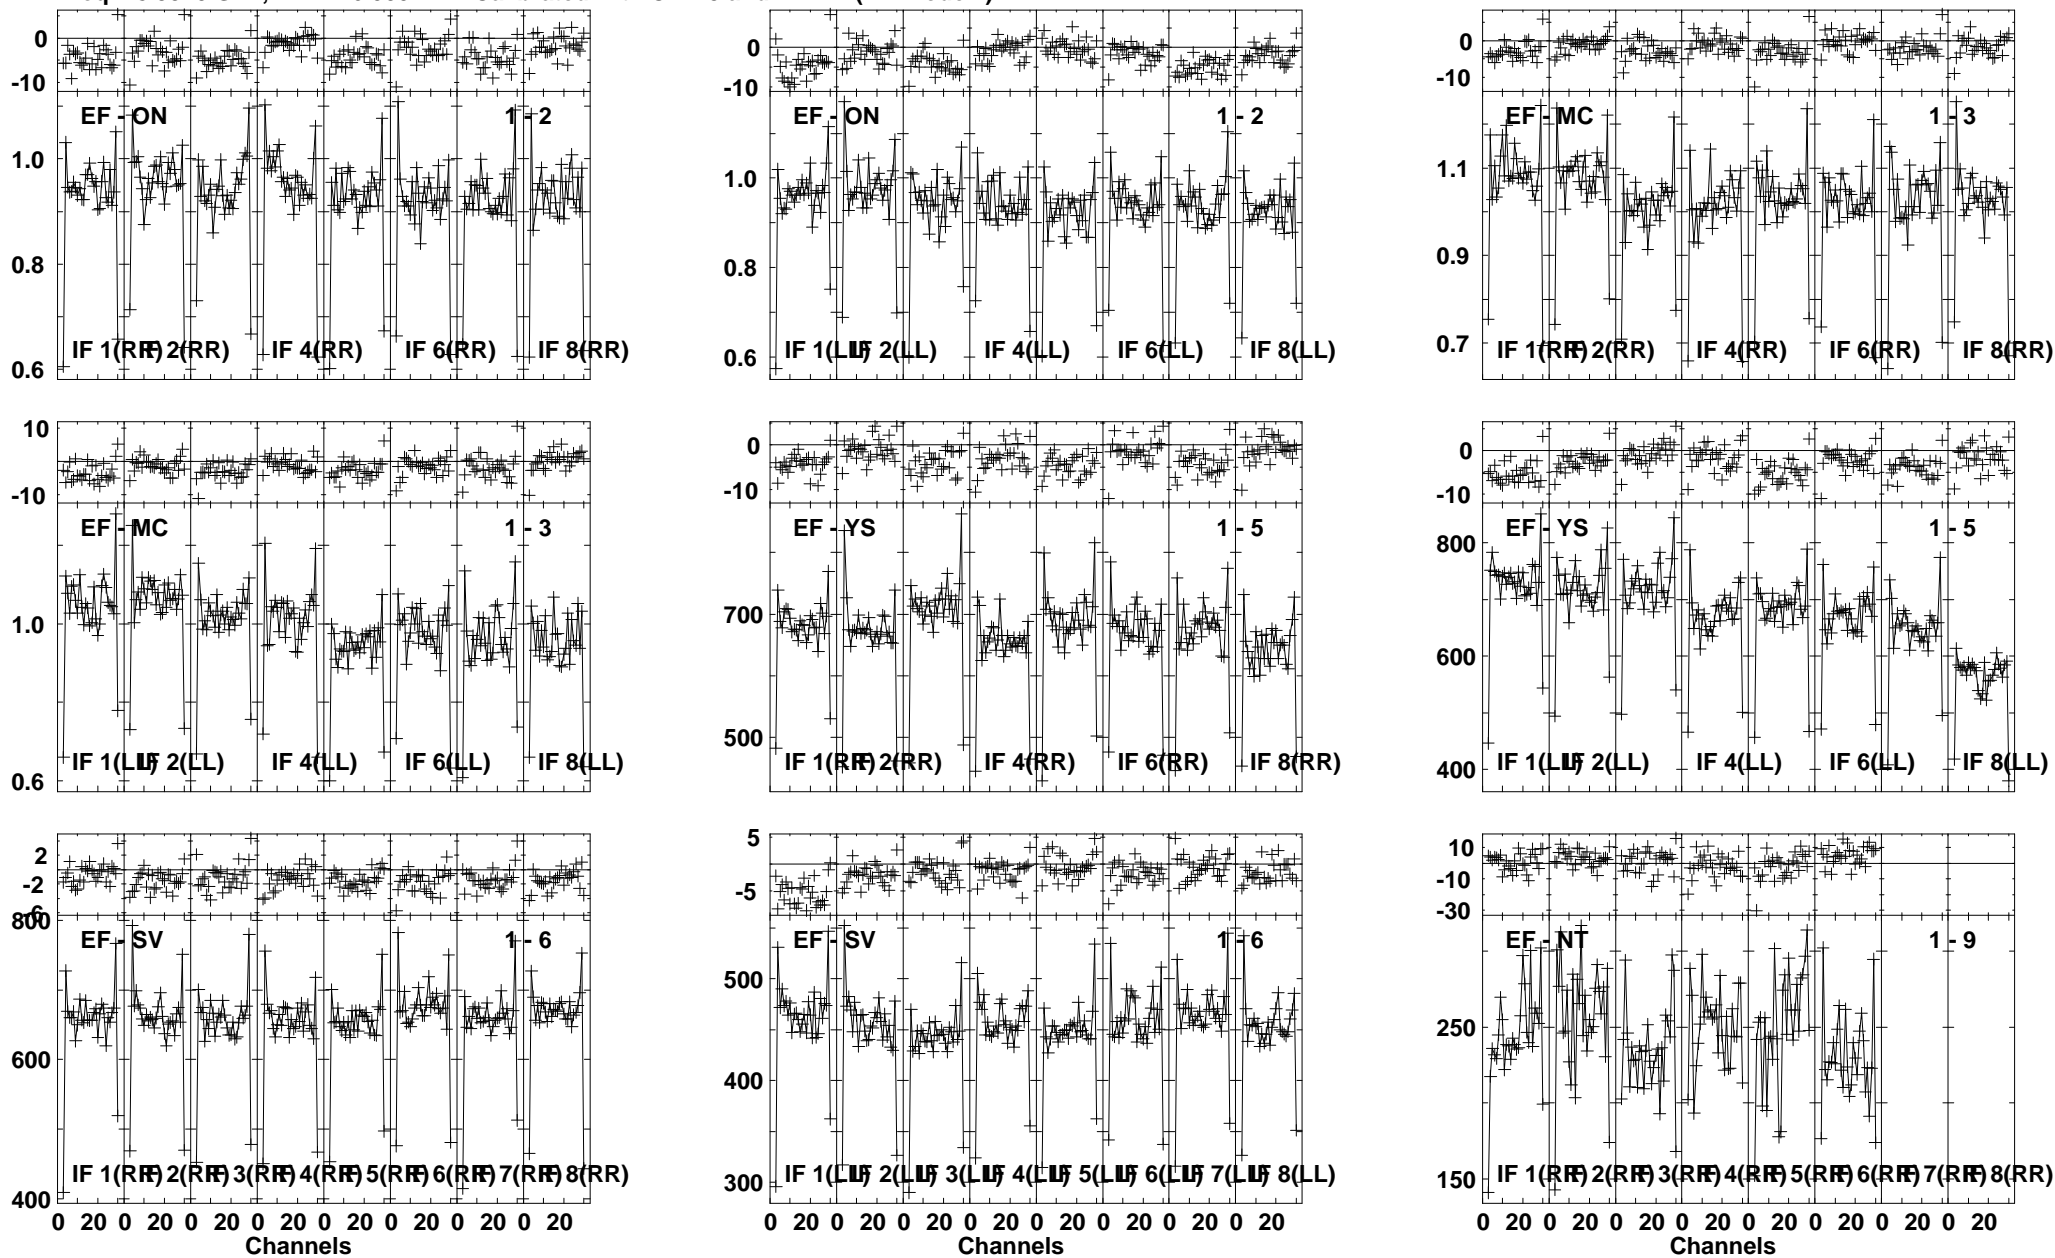 0
-10
EF - ON 1 - 2
1.0
0.8
0.6
IF 1(RR) IF 2(RR) IF 4(RR) IF 6(RR) IF 8(RR)
0
-10
EF - ON 1 - 2
1.0
0.8
0.6
IF 1(LL) IF 2(LL) IF 4(LL) IF 6(LL) IF 8(LL)
0
-10
EF - MC 1 - 3
1.1
0.9
0.7
IF 1(RR) IF 2(RR) IF 4(RR) IF 6(RR) IF 8(RR)
10
-10
EF - MC 1 - 3
1.0
0.6
IF 1(LL) IF 2(LL) IF 4(LL) IF 6(LL) IF 8(LL)
0
-10
EF - YS 1 - 5
700
500
IF 1(RR) IF 2(RR) IF 4(RR) IF 6(RR) IF 8(RR)
0
-10
EF - YS 1 - 5
800
600
400
IF 1(LL) IF 2(LL) IF 4(LL) IF 6(LL) IF 8(LL)
2
-2
-6
800
EF - SV 1 - 6
600
400
IF 1(RR) IF 2(RR) IF 3(RR) IF 4(RR) IF 5(RR) IF 6(RR) IF 7(RR) IF 8(RR)
0 20 0 20 0 20 0 20 0 20 0 20 0 20 0 20
Channels
5
-5
EF - SV 1 - 6
500
400
300
IF 1(LL) IF 2(LL) IF 3(LL) IF 4(LL) IF 5(LL) IF 6(LL) IF 7(LL) IF 8(LL)
0 20 0 20 0 20 0 20 0 20 0 20 0 20 0 20
Channels
10
-10
-30
EF - NT 1 - 9
250
150
IF 1(RR) IF 2(RR) IF 3(RR) IF 4(RR) IF 5(RR) IF 6(RR) IF 7(RR) IF 8(RR)
0 20 0 20 0 20 0 20 0 20 0 20 0 20 0 20
Channels